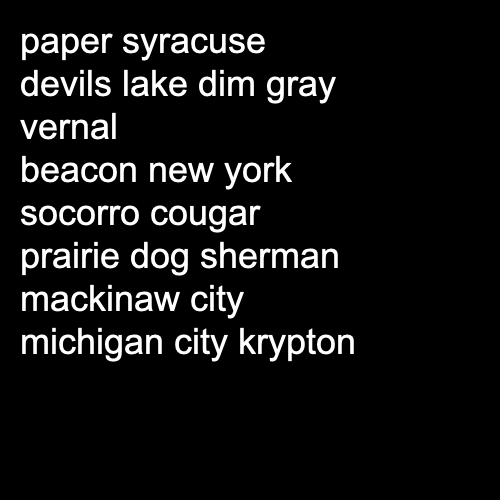 paper syracuse
devils lake dim gray
vernal
beacon new york
socorro cougar
prairie dog sherman
mackinaw city
michigan city krypton